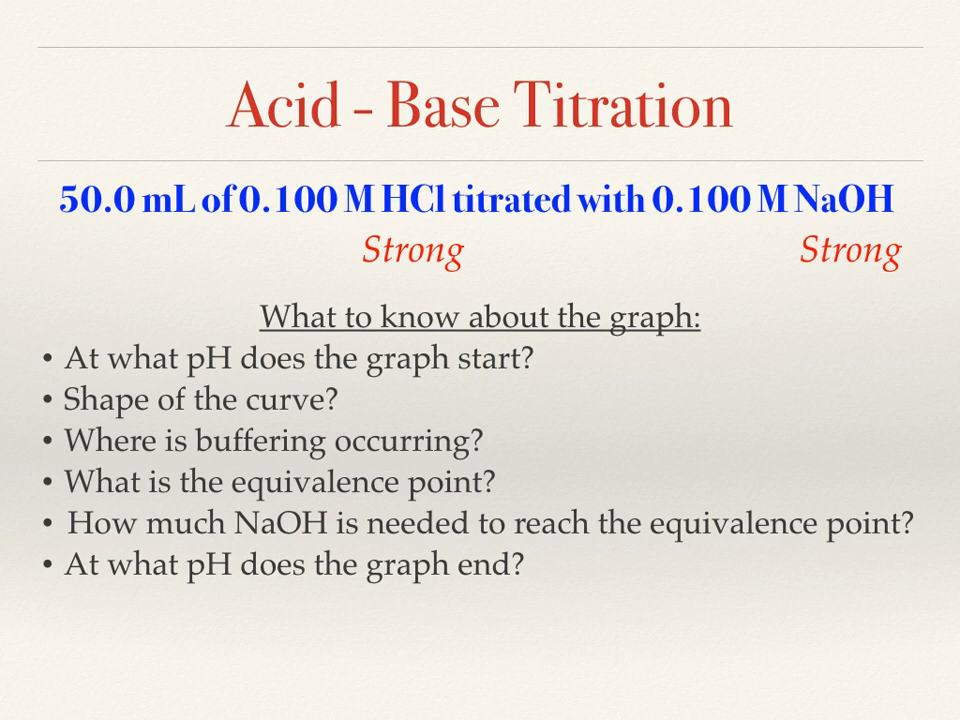 Acid - Base Titration
50.0 mL of 0.100 M HCl titrated with 0.100 M NaOH
Strong Strong
What to know about the graph:
• At what pH does the graph start?
• Shape of the curve?
• Where is buffering occurring?
• What is the equivalence point?
• How much NaOH is needed to reach the equivalence point?
• At what pH does the graph end?